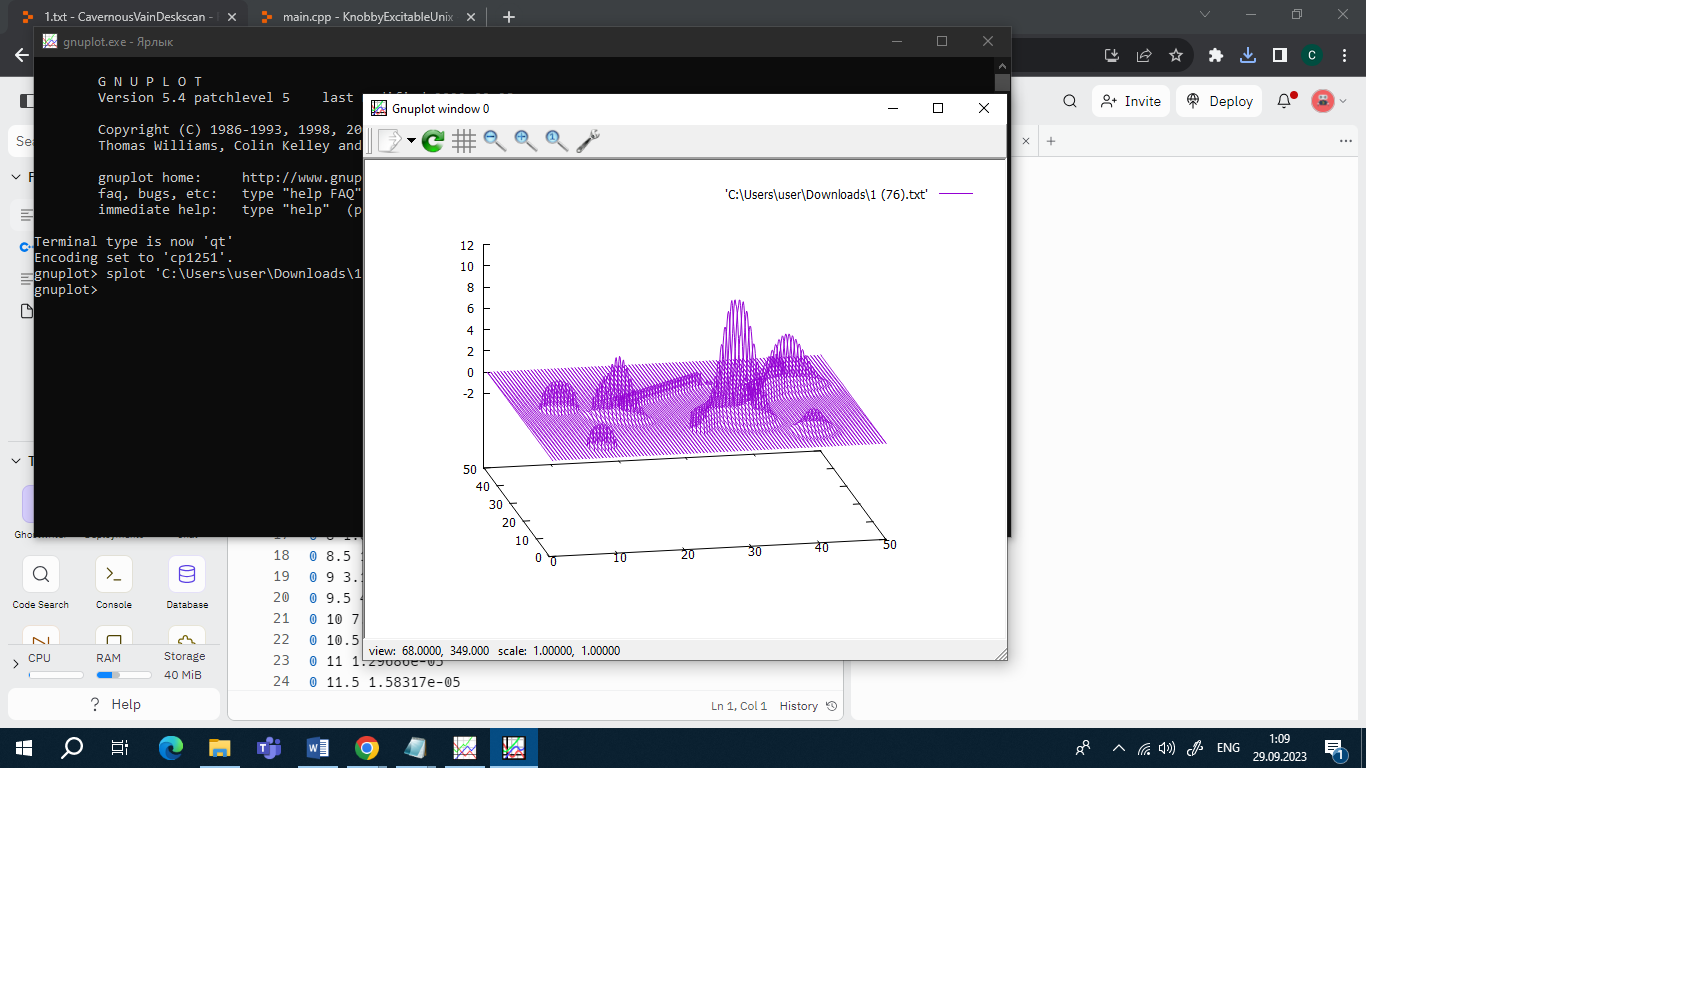 1.txt - CavernousVainDeskscan -
main.cpp - KnobbyExcitableUnix
gnuplot.exe - Ярлык
G N U P L O T
Version 5.4 patchlevel 5 last
Copyright (C) 1986-1993, 1998, 20
Thomas Williams, Colin Kelley and
gnuplot home: http://www.gnup
faq, bugs, etc: type "help FAQ"
immediate help: type "help" (p
Terminal type is now 'qt'
Encoding set to 'cp1251'.
gnuplot> splot 'C:\Users\user\Downloads\1
gnuplot>
Gnuplot window 0
'C:\Users\user\Downloads\1 (76).txt'
12
10
8
6
4
2
0
-2
50
40
30
20
10
0
0
10
20
30
40
50
view: 68.0000, 349.000 scale: 1.00000, 1.00000
C
Invite
Deploy
Code Search
Console
Database
CPU
RAM
Storage
40 MiB
Help
18 0 8.5
19 0 9 3.
20 0 9.5
21 0 10 7
22 0 10.5
23 0 11 1.29686e-05
24 0 11.5 1.58317e-05
Ln 1, Col 1 History
ENG
1:09
29.09.2023
1